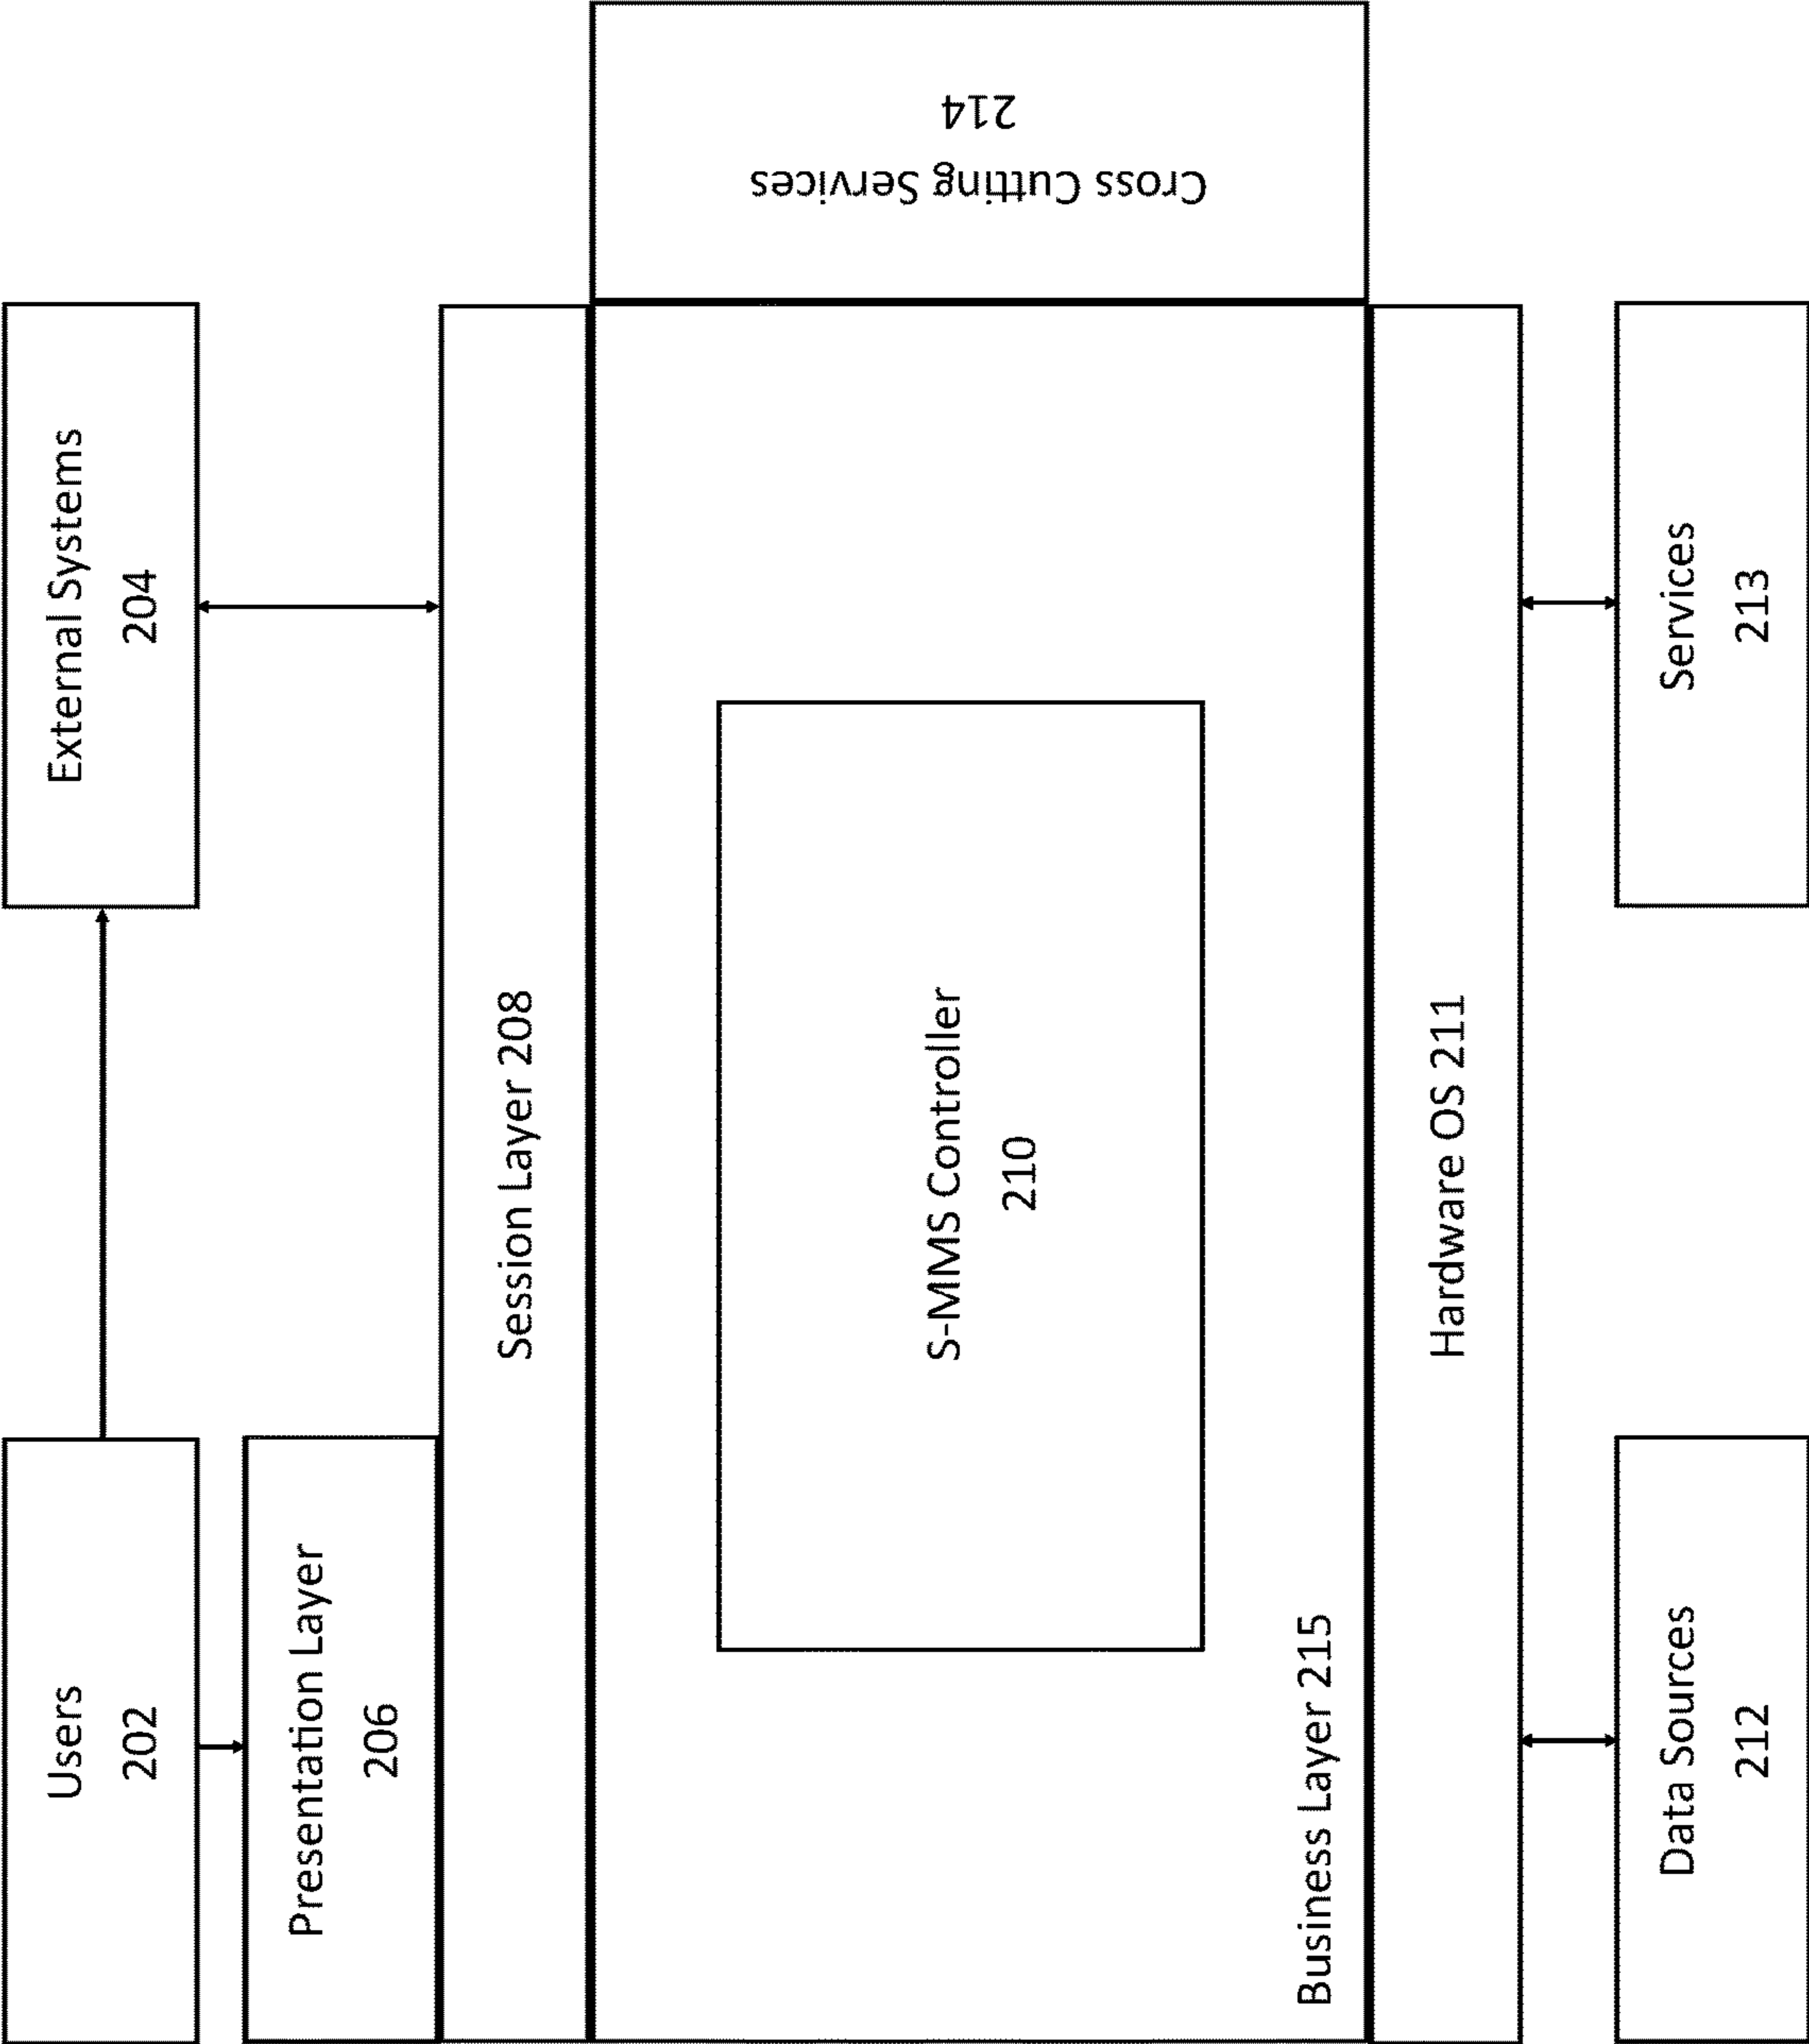 Users
202
External Systems
204
Presentation Layer
206
Session Layer 208
S-MMS Controller
210
Cross Cutting Services
214
Business Layer 215
Hardware OS 211
Data Sources
212
Services
213